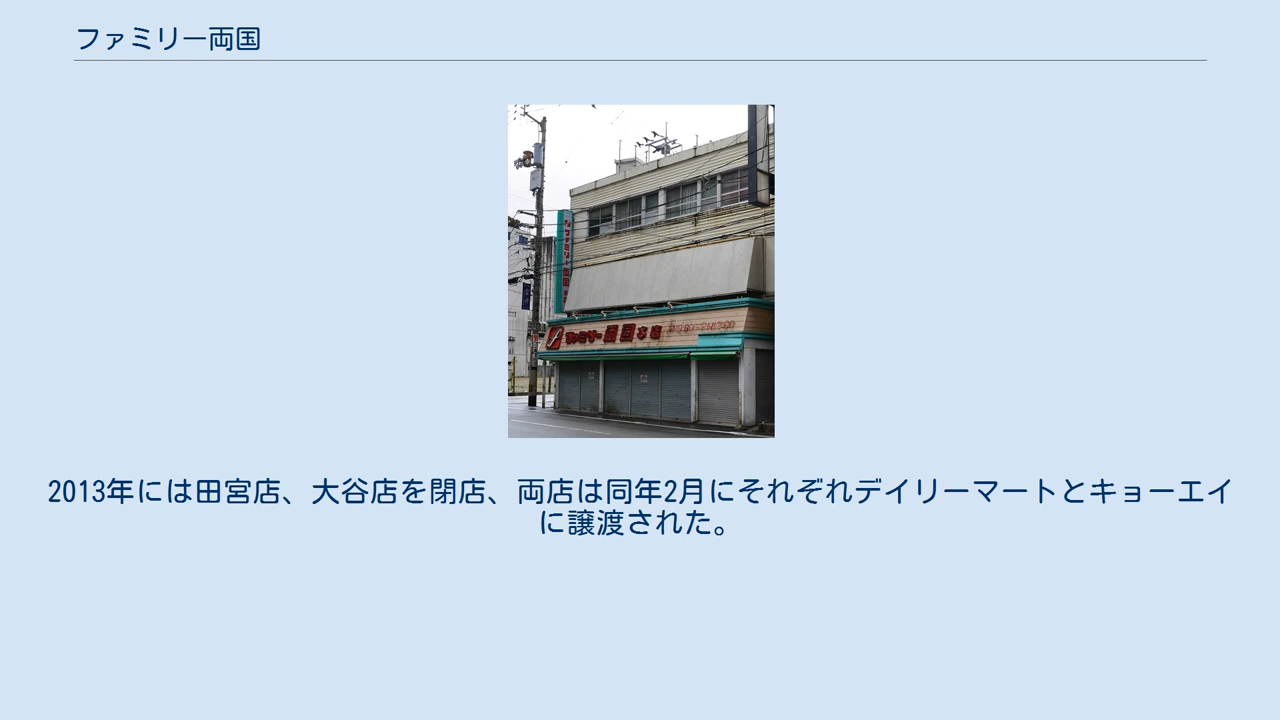 ファミリー両国
ファミリー両国本店
2013年には田宮店、大谷店を閉店、両店は同年2月にそれぞれデイリーマートとキョーエイ
に譲渡された。